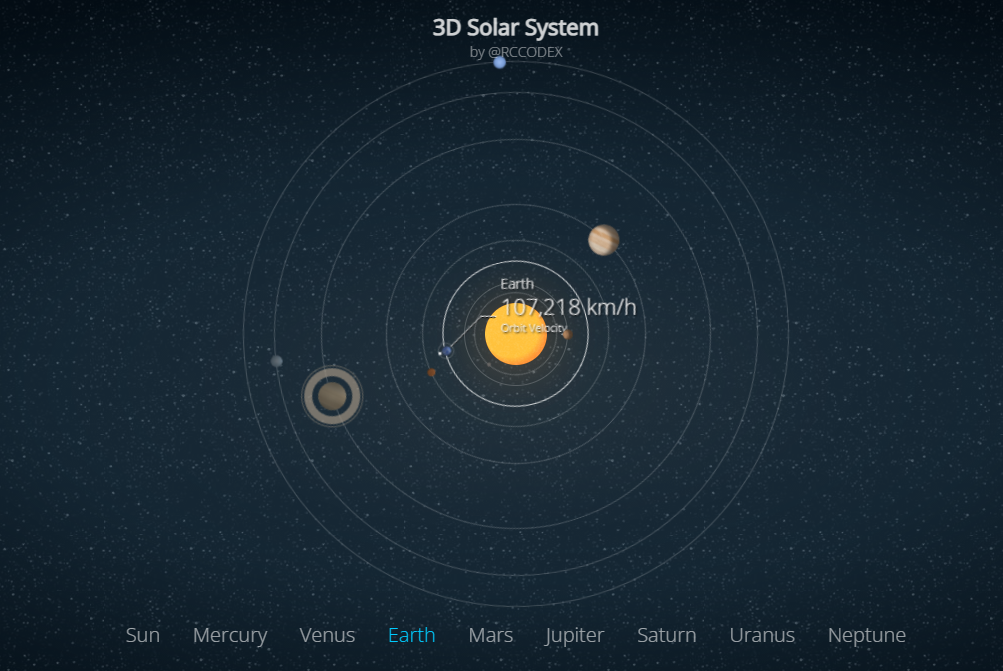 3D Solar System
by @RCCODEX
Earth
107,218 km/h
Orbit Velocity
Sun Mercury Venus Earth Mars Jupiter Saturn Uranus Neptune